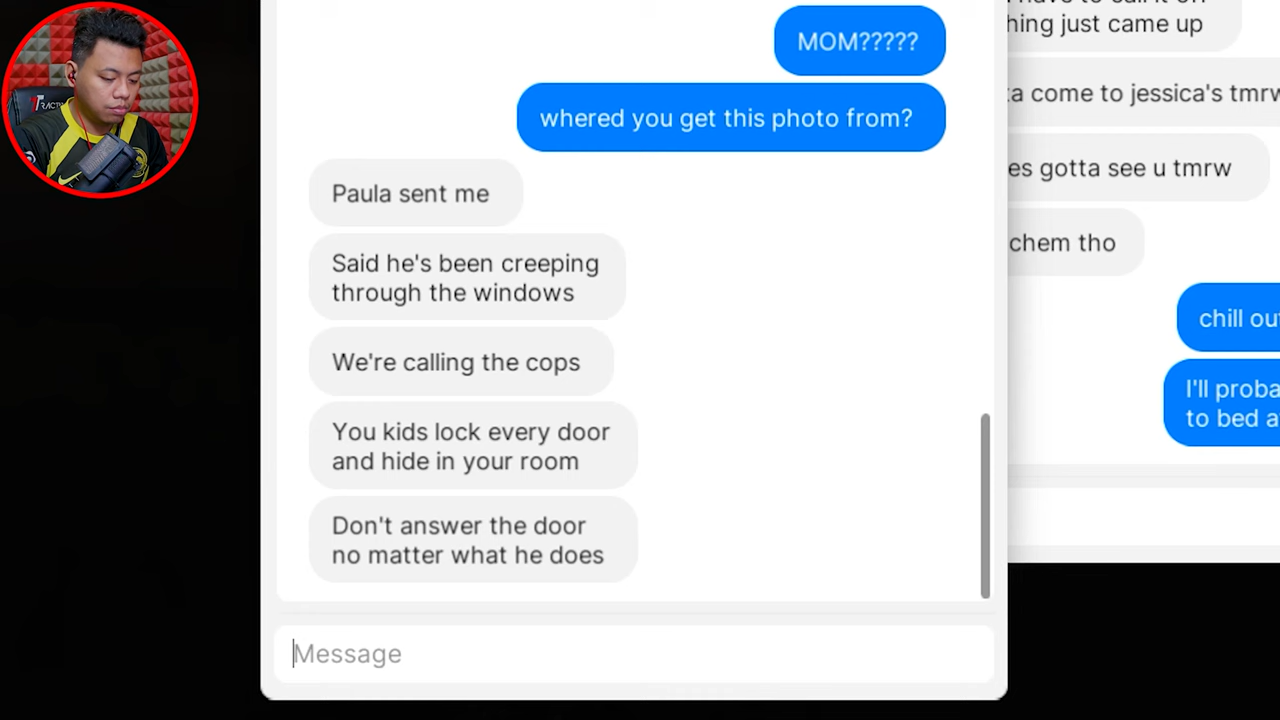 MOM?????
whered you get this photo from?
Paula sent me
Said he's been creeping
through the windows
We're calling the cops
You kids lock every door
and hide in your room
Don't answer the door
no matter what he does
Message
hing just came up
ta come to jessica's tmrw
es gotta see u tmrw
chem tho
chill out
I'll proba
to bed a